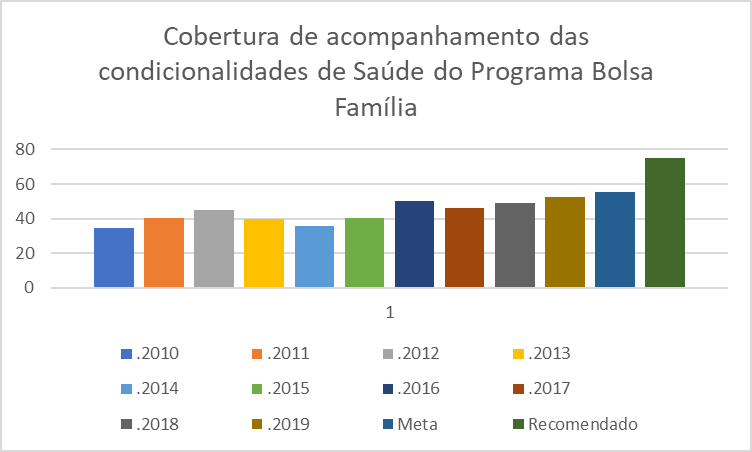 Cobertura de acompanhamento das
condicionalidades de Saúde do Programa Bolsa
Família
80
60
40
20
0
1
.2010 .2011 .2012 .2013
.2014 .2015 .2016 .2017
.2018 .2019 Meta Recomendado